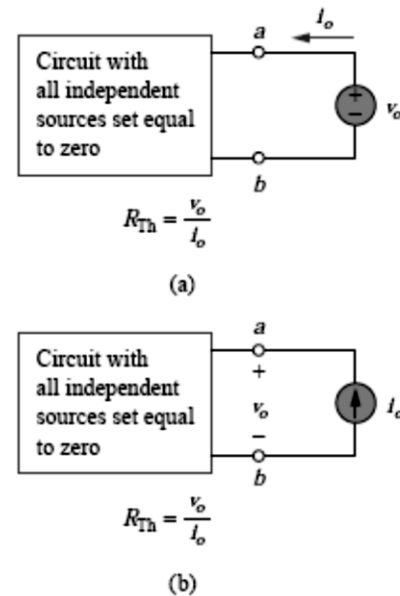 i_o
a
Circuit with
all independent
sources set equal
to zero
+
−
v_o
b
R_Th = v_o / i_o
(a)
a
Circuit with
all independent
sources set equal
to zero
+
v_o
−
i_o
b
R_Th = v_o / i_o
(b)